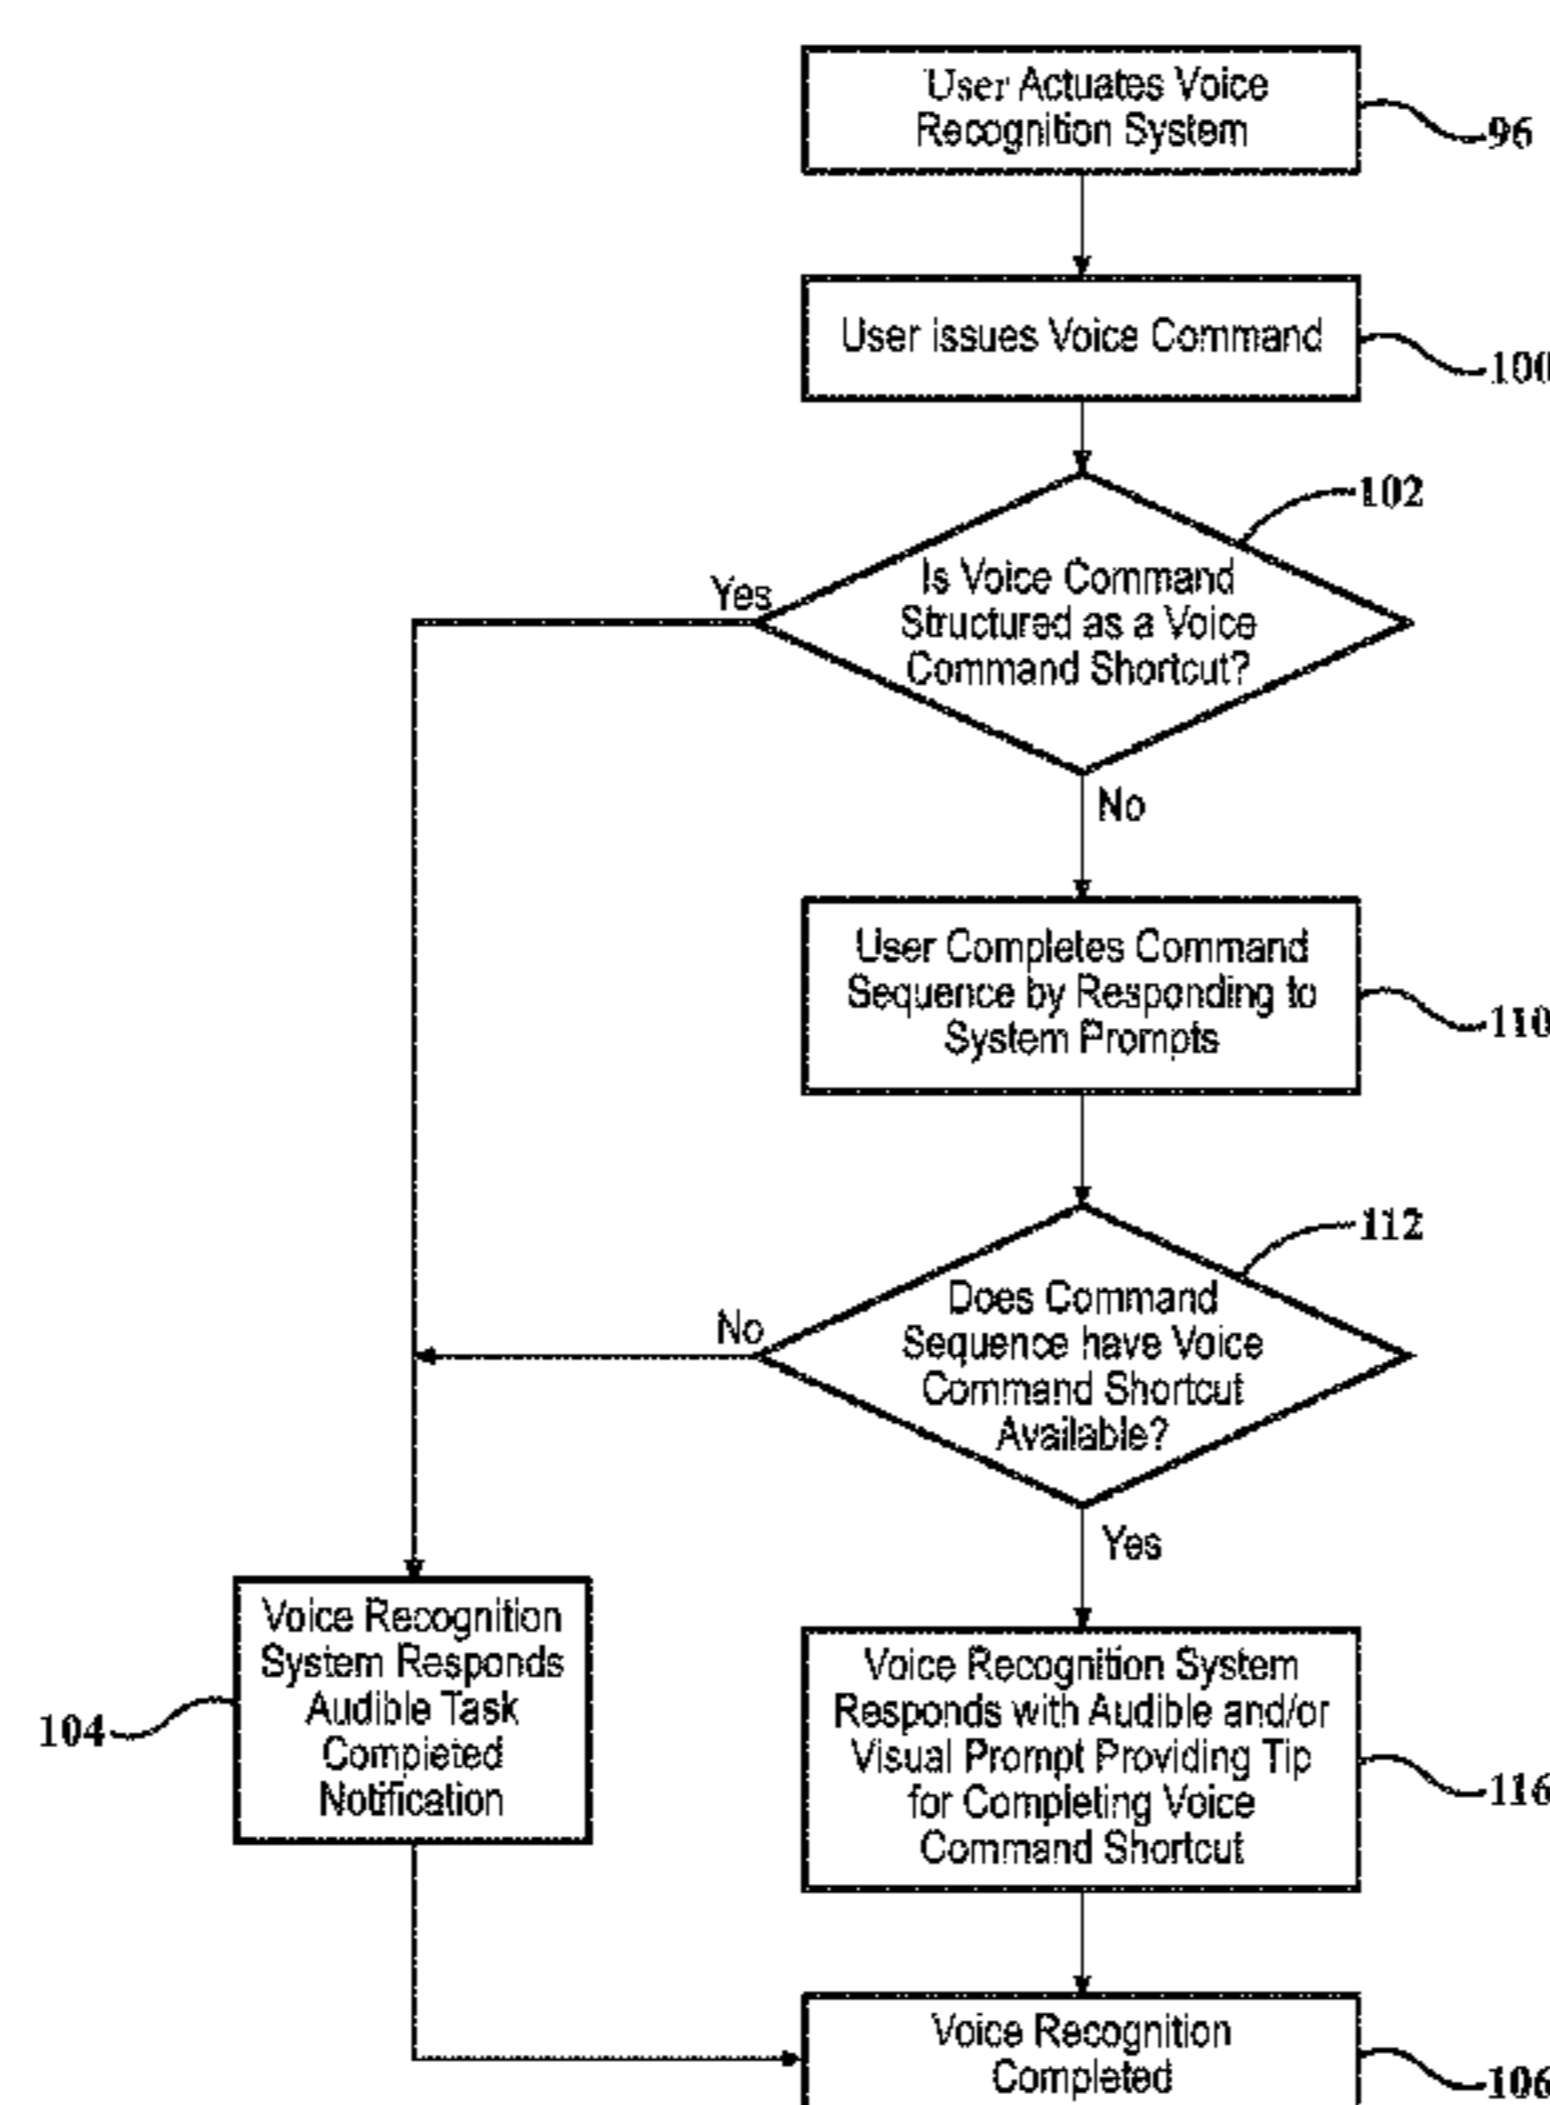 User Actuates Voice
Recognition System
96
User issues Voice Command
100
102
Is Voice Command
Structured as a Voice
Command Shortcut?
Yes
No
User Completes Command
Sequence by Responding to
System Prompts
110
112
Does Command
Sequence have Voice
Command Shortcut
Available?
No
Yes
Voice Recognition
System Responds
Audible Task
Completed
Notification
104
Voice Recognition System
Responds with Audible and/or
Visual Prompt Providing Tip
for Completing Voice
Command Shortcut
116
Voice Recognition
Completed
106